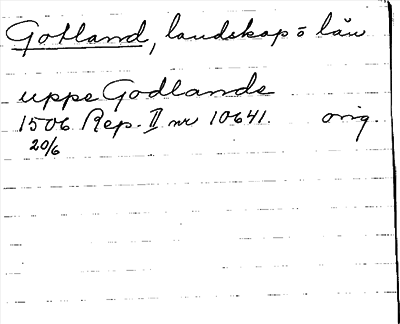 Gotland, landskap o län
uppe Godlande
1506 Rep. II nr 10641. orig.
20/6